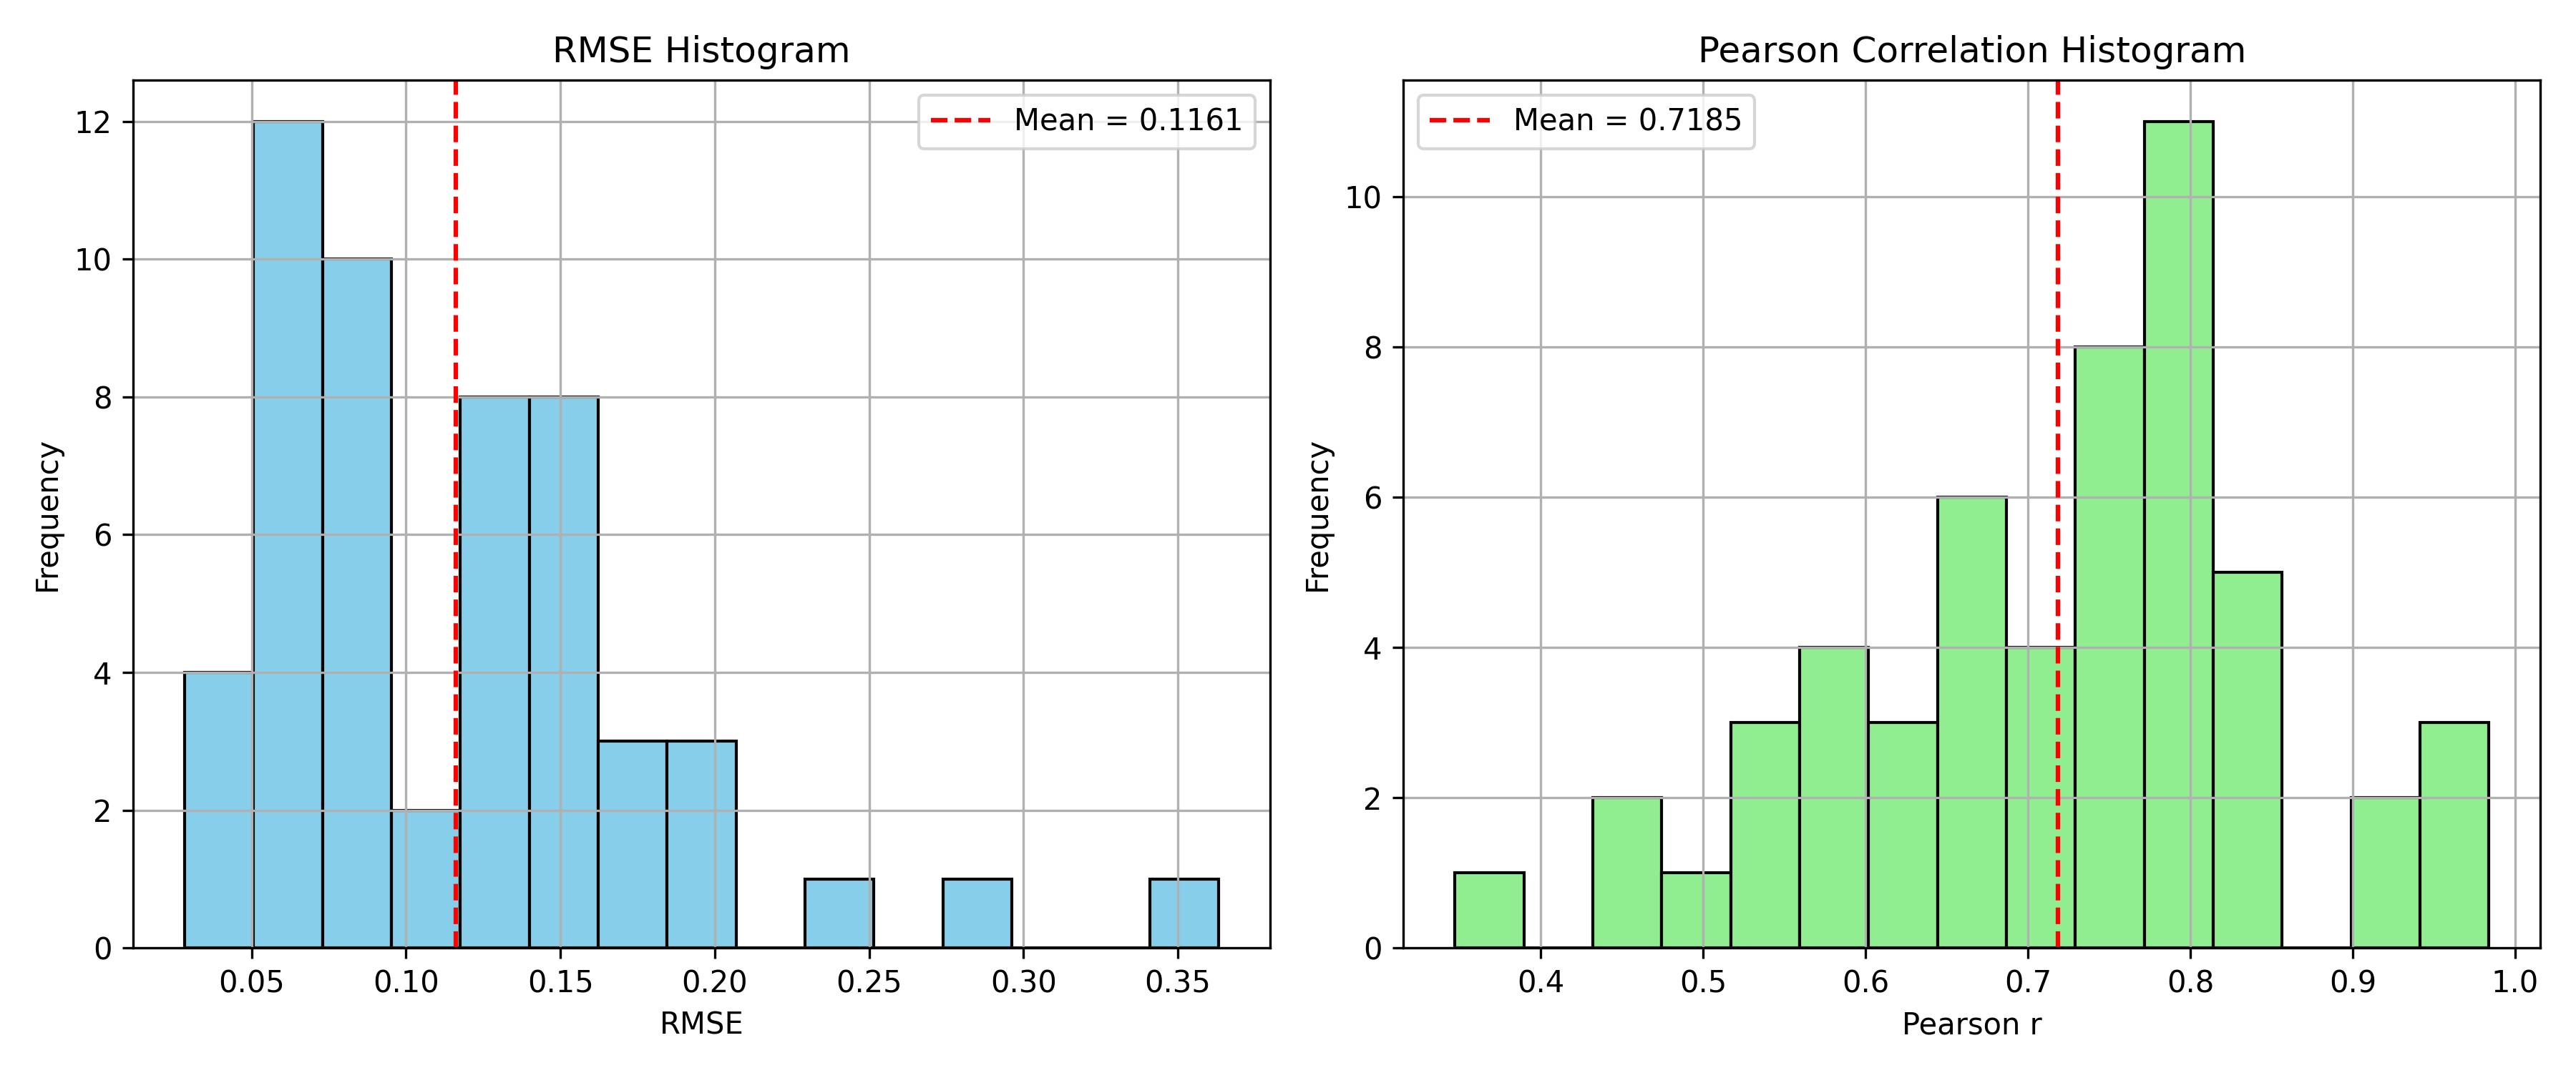 RMSE Histogram
Mean = 0.1161
12
10
8
6
4
2
0
Frequency
0.05 0.10 0.15 0.20 0.25 0.30 0.35
RMSE
Pearson Correlation Histogram
Mean = 0.7185
10
8
6
4
2
0
Frequency
0.4 0.5 0.6 0.7 0.8 0.9 1.0
Pearson r